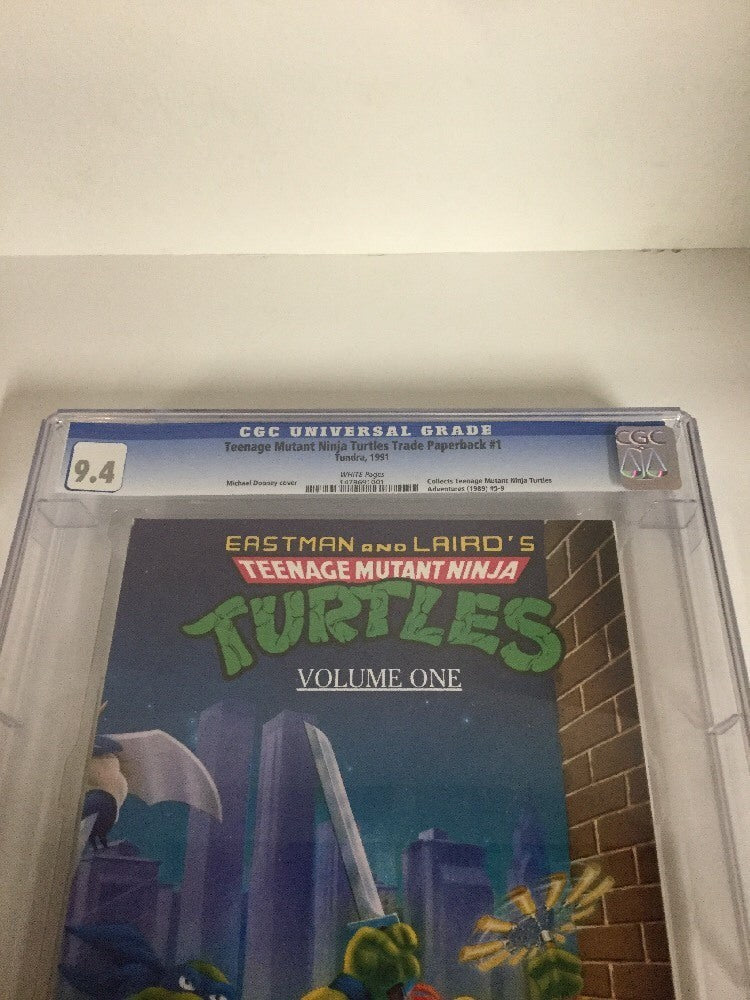 CGC UNIVERSAL GRADE
Teenage Mutant Ninja Turtles Trade Paperback #1
Tundra, 1991
9.4
WHITE Pages
Michael Dooney cover
Collects Teenage Mutant Ninja Turtles
Adventures (1989) #5-8
CGC
EASTMAN AND LAIRD'S
TEENAGE MUTANT NINJA
TURTLES
VOLUME ONE